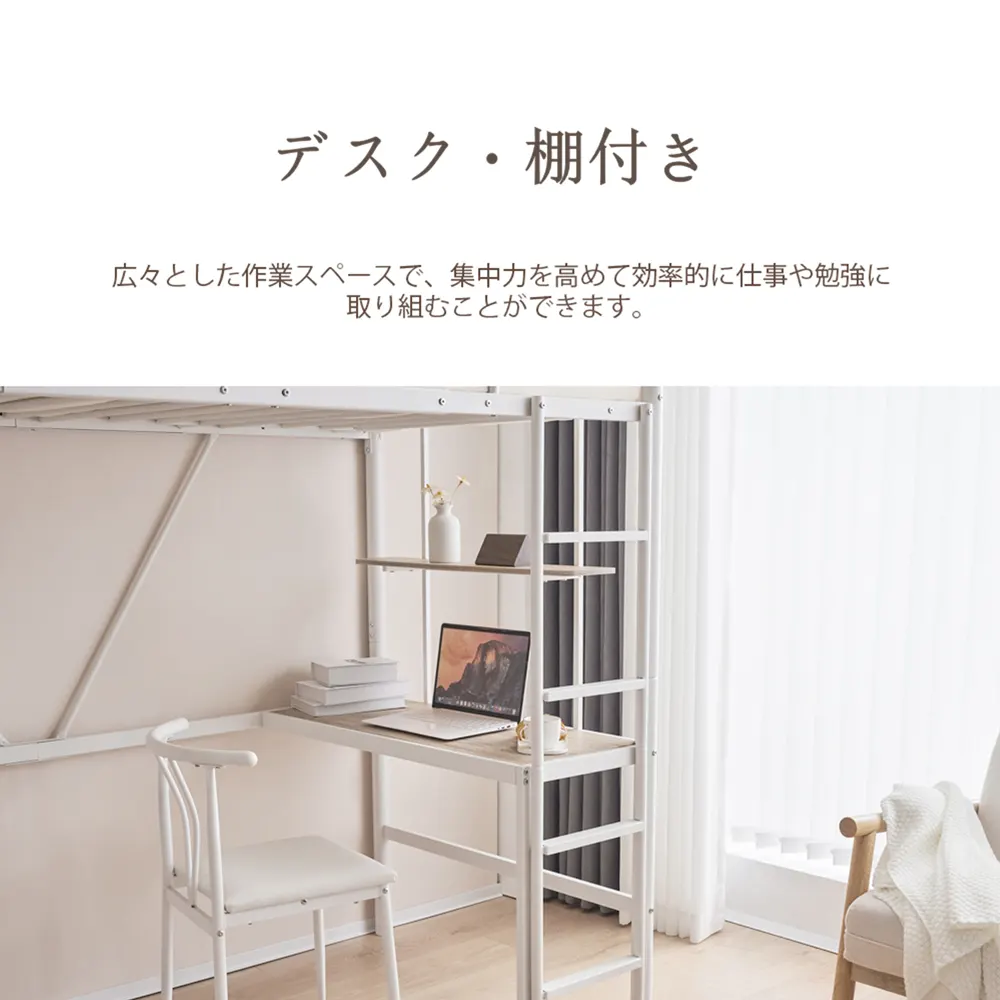 デスク・棚付き
広々とした作業スペースで、集中力を高めて効率的に仕事や勉強に
取り組むことができます。